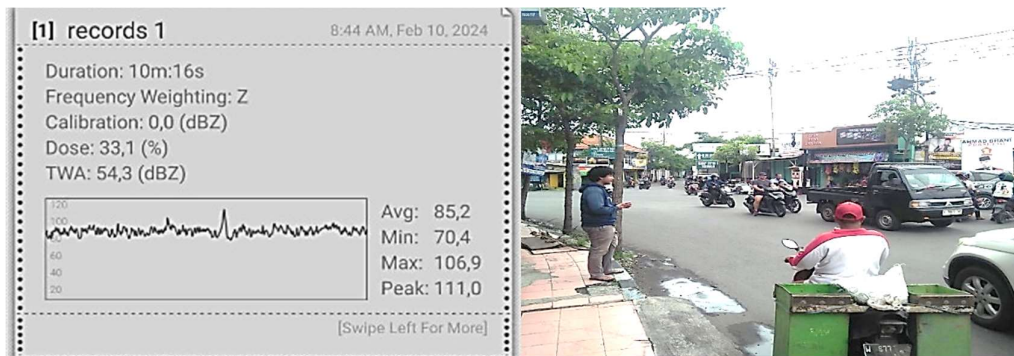 [1] records 1
8:44 AM, Feb 10, 2024
Duration: 10m:16s
Frequency Weighting: Z
Calibration: 0,0 (dBZ)
Dose: 33,1 (%)
TWA: 54,3 (dBZ)
120
100
80
60
40
20
Avg: 85,2
Min: 70,4
Max: 106,9
Peak: 111,0
[Swipe Left For More]